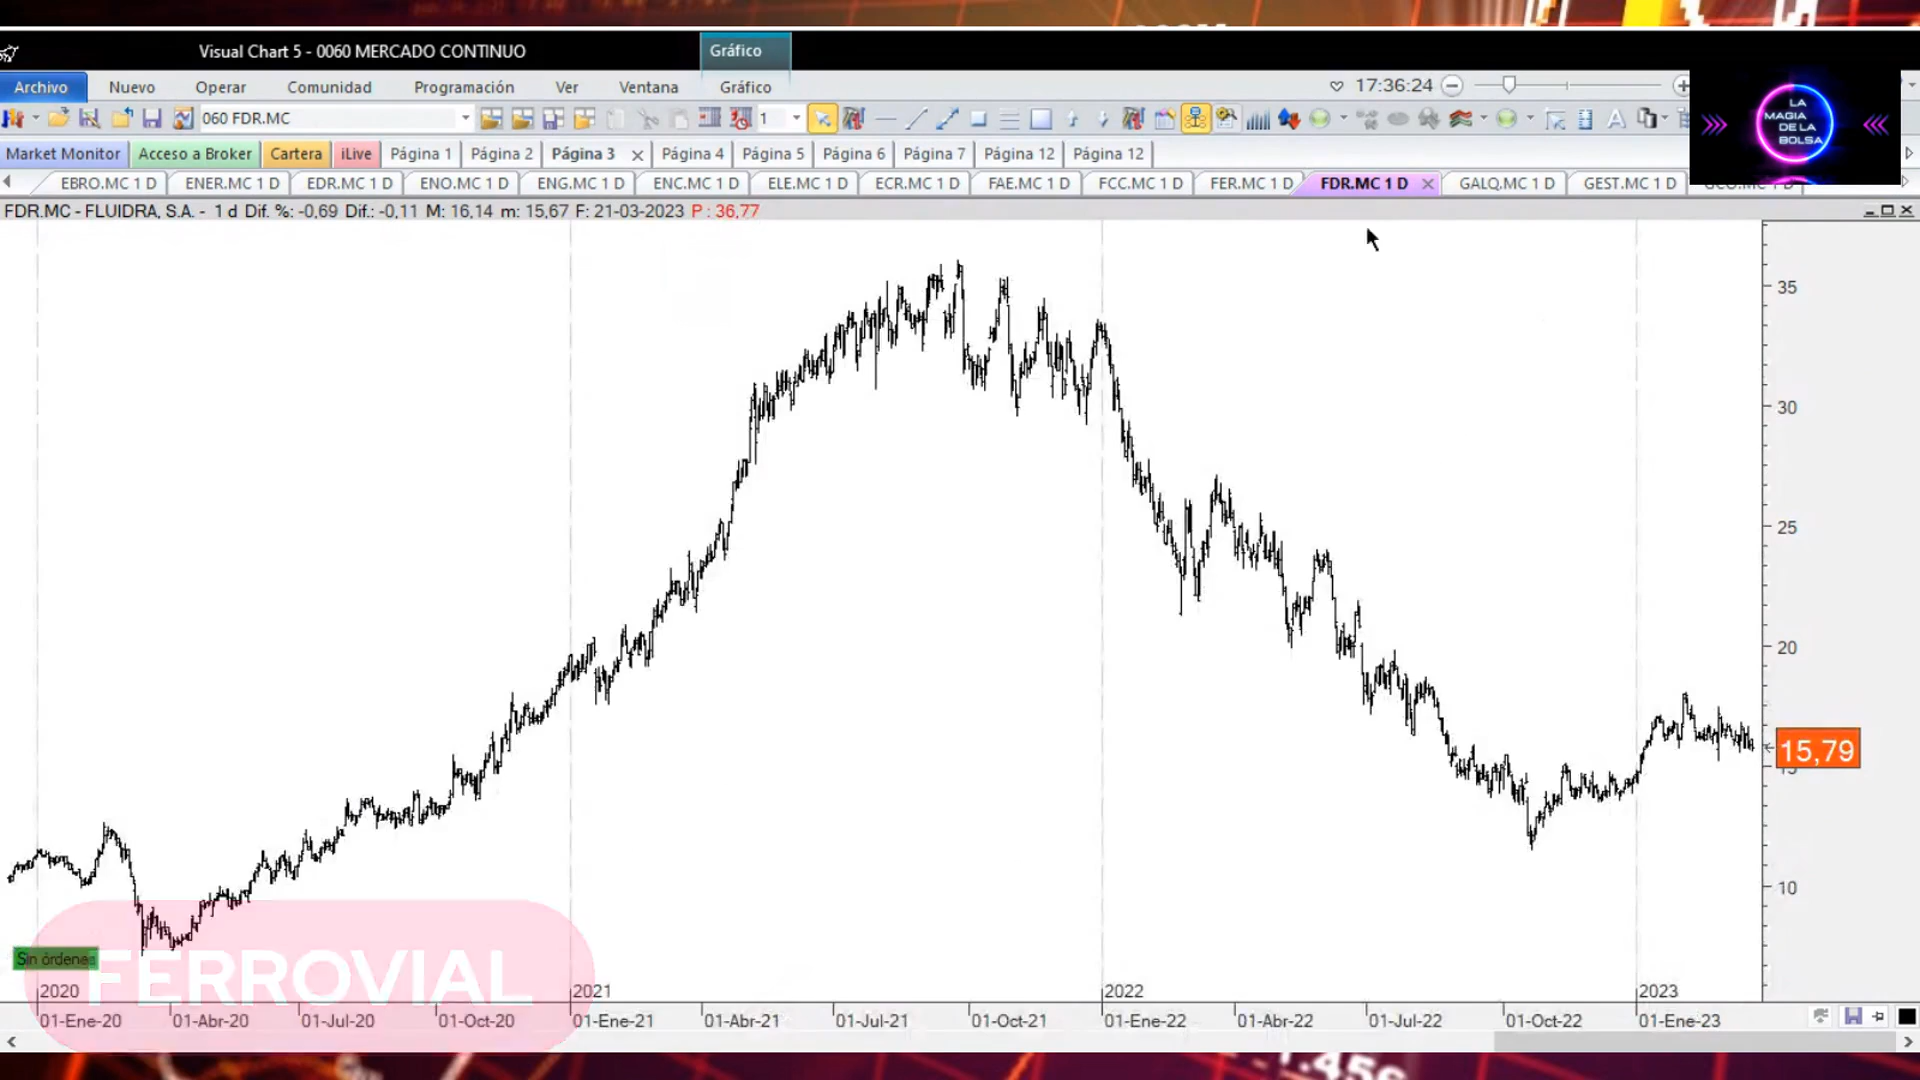 Visual Chart 5 - 0060 MERCADO CONTINUO
Gráfico
Archivo Nuevo Operar Comunidad Programación Ver Ventana Gráfico
17:36:24
060 FDR.MC
1
Market Monitor Acceso a Broker Cartera iLive Página 1 Página 2 Página 3 Página 4 Página 5 Página 6 Página 7 Página 12 Página 12
LA
MAGIA
DE LA
BOLSA
EBRO.MC 1 D ENER.MC 1 D EDR.MC 1 D ENO.MC 1 D ENG.MC 1 D ENC.MC 1 D ELE.MC 1 D ECR.MC 1 D FAE.MC 1 D FCC.MC 1 D FER.MC 1 D FDR.MC 1 D GALQ.MC 1 D GEST.MC 1 D
FDR.MC - FLUIDRA, S.A. - 1 d Dif. %: -0,69 Dif.: -0,11 M: 16,14 m: 15,67 F: 21-03-2023 P : 36,77
35
30
25
20
15,79
15
10
Sin órdenes
FERROVIAL
2020 2021 2022 2023
01-Ene-20 01-Abr-20 01-Jul-20 01-Oct-20 01-Ene-21 01-Abr-21 01-Jul-21 01-Oct-21 01-Ene-22 01-Abr-22 01-Jul-22 01-Oct-22 01-Ene-23